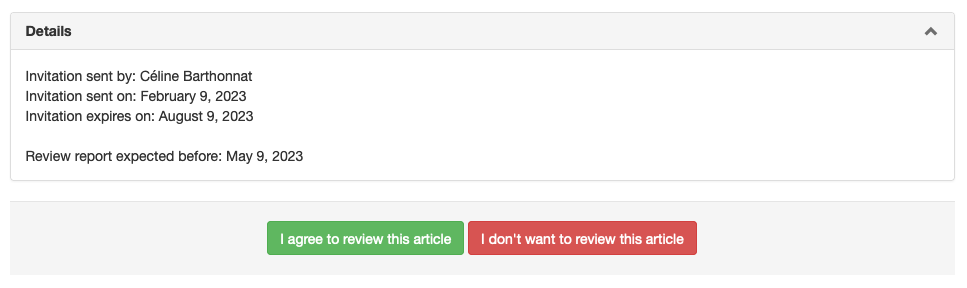 Details
Invitation sent by: Céline Barthonnat
Invitation sent on: February 9, 2023
Invitation expires on: August 9, 2023
Review report expected before: May 9, 2023
I agree to review this article
I don't want to review this article